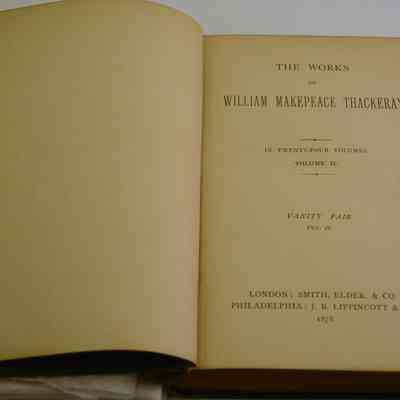 THE WORKS
OF
WILLIAM MAKEPEACE THACKERAY
IN TWENTY-FOUR VOLUMES
VOLUME II.
VANITY FAIR
VOL. II.
LONDON: SMITH, ELDER, & CO
PHILADELPHIA: J. B. LIPPINCOTT &
1878